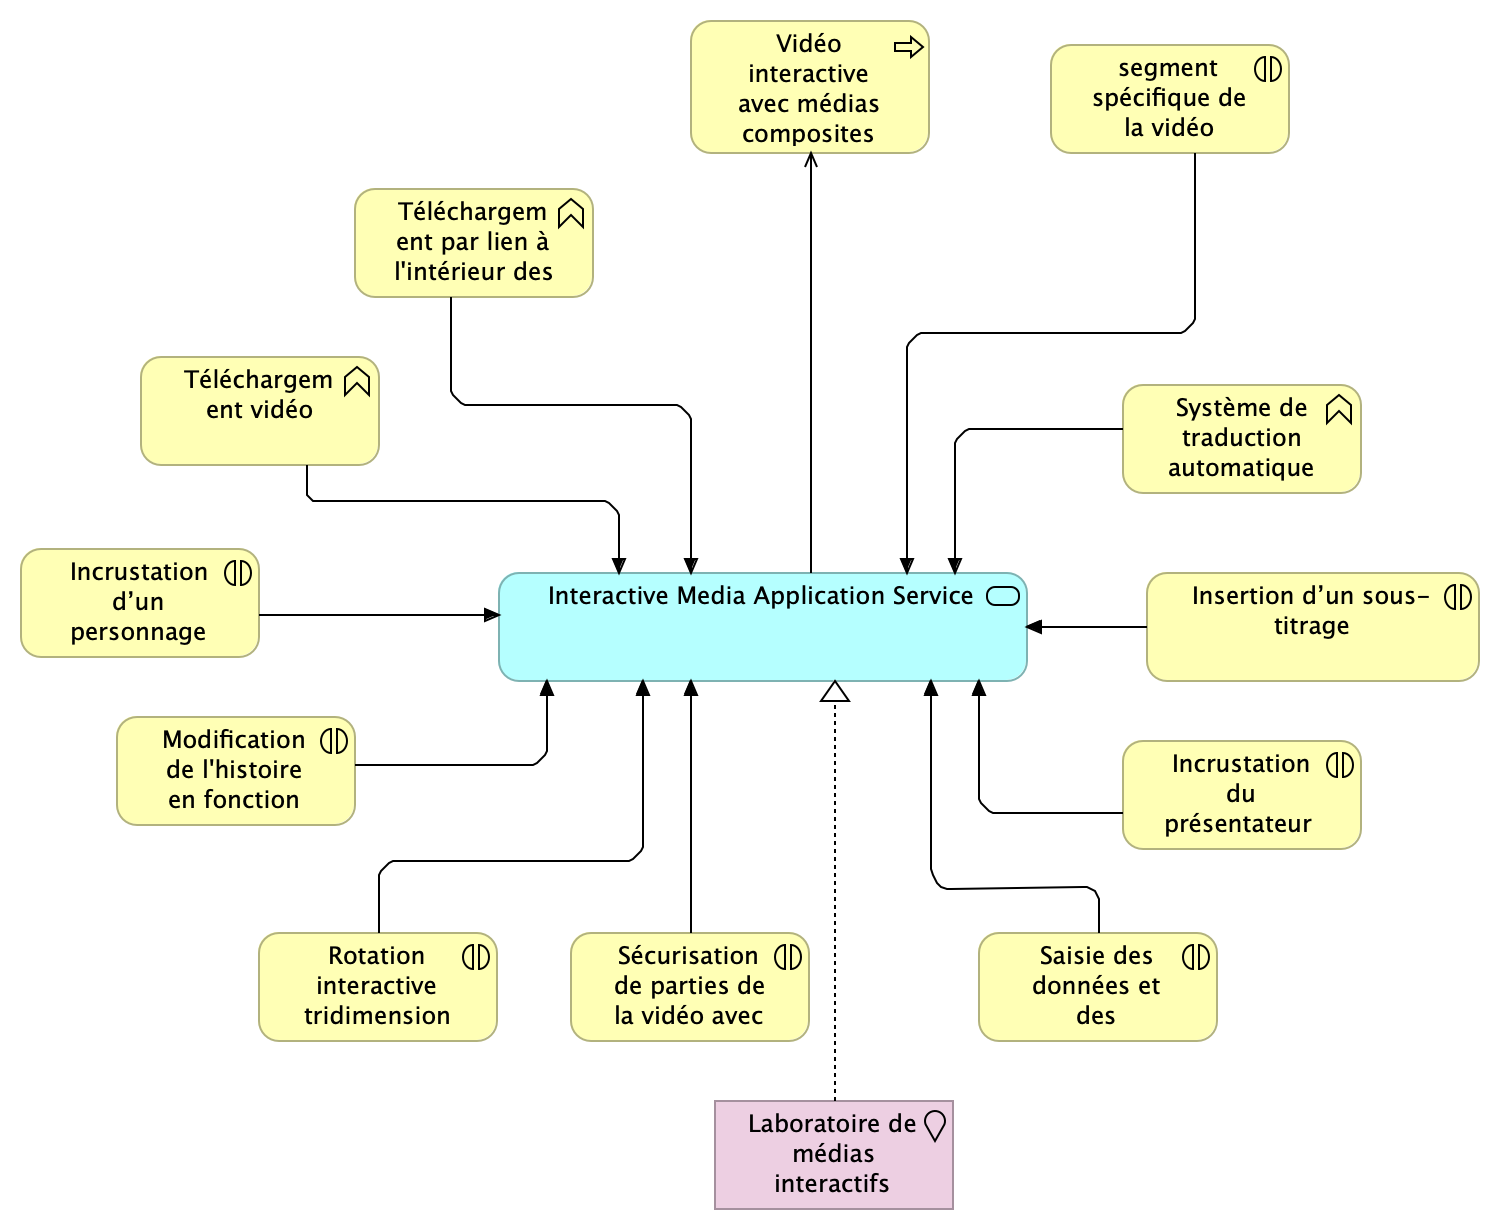 Vidéo
interactive
avec médias
composites
segment
spécifique de
la vidéo
Téléchargem
ent par lien à
l'intérieur des
Téléchargem
ent vidéo
Système de
traduction
automatique
Incrustation
d’un
personnage
Interactive Media Application Service
Insertion d’un sous-
titrage
Modification
de l'histoire
en fonction
Incrustation
du
présentateur
Rotation
interactive
tridimension
Sécurisation
de parties de
la vidéo avec
Saisie des
données et
des
Laboratoire de
médias
interactifs